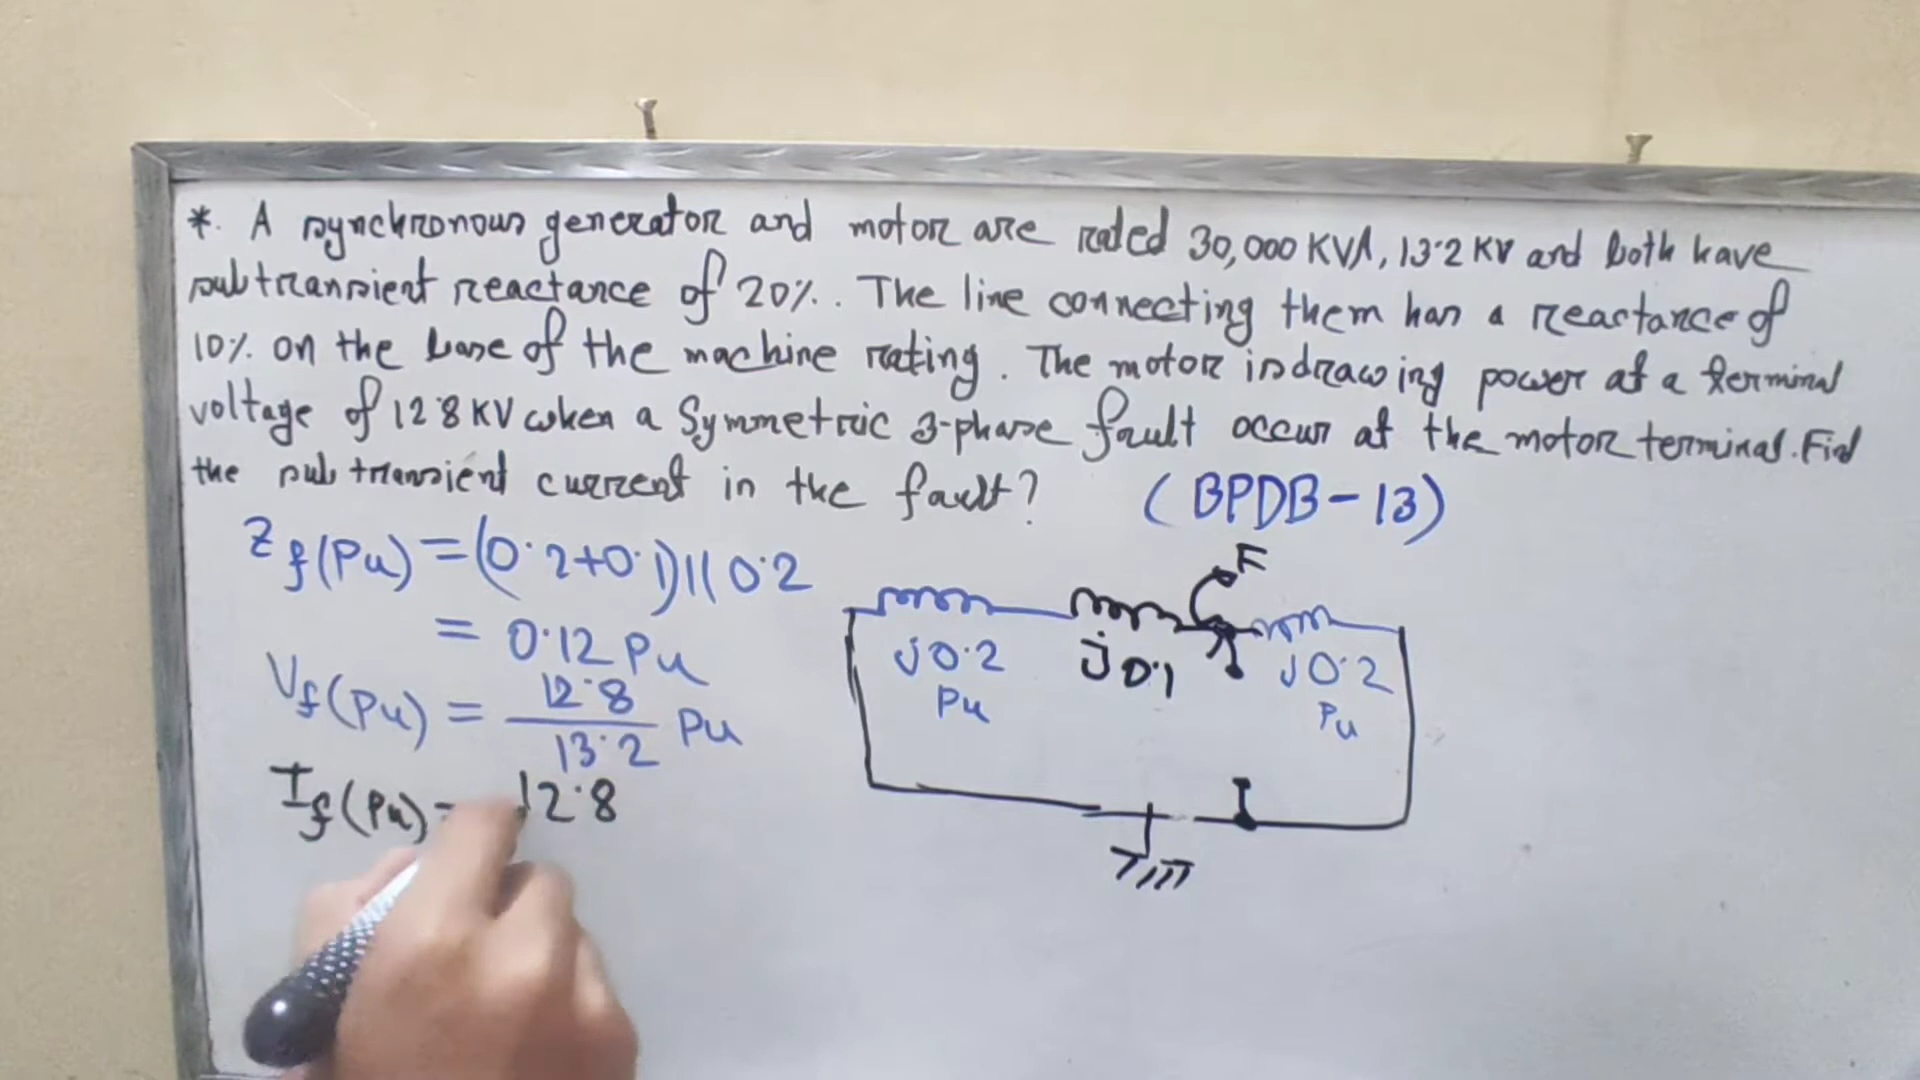 *. A synchronous generator and motor are rated 30,000 KVA, 13.2 KV and both have
subtransient reactance of 20%.. The line connecting them has a reactance of
10% on the base of the machine rating. The motor is drawing power at a terminal
voltage of 12.8 KV when a Symmetric 3-phase fault occur at the motor terminal. Find
the subtransient current in the fault? (BPDB-13)
Z f(Pu) = (0.2+0.1)||0.2
= 0.12 Pu
Vf(Pu) = 12.8/13.2 Pu
If(Pu) = 12.8
F
j0.2 Pu
j0.1
j0.2 Pu